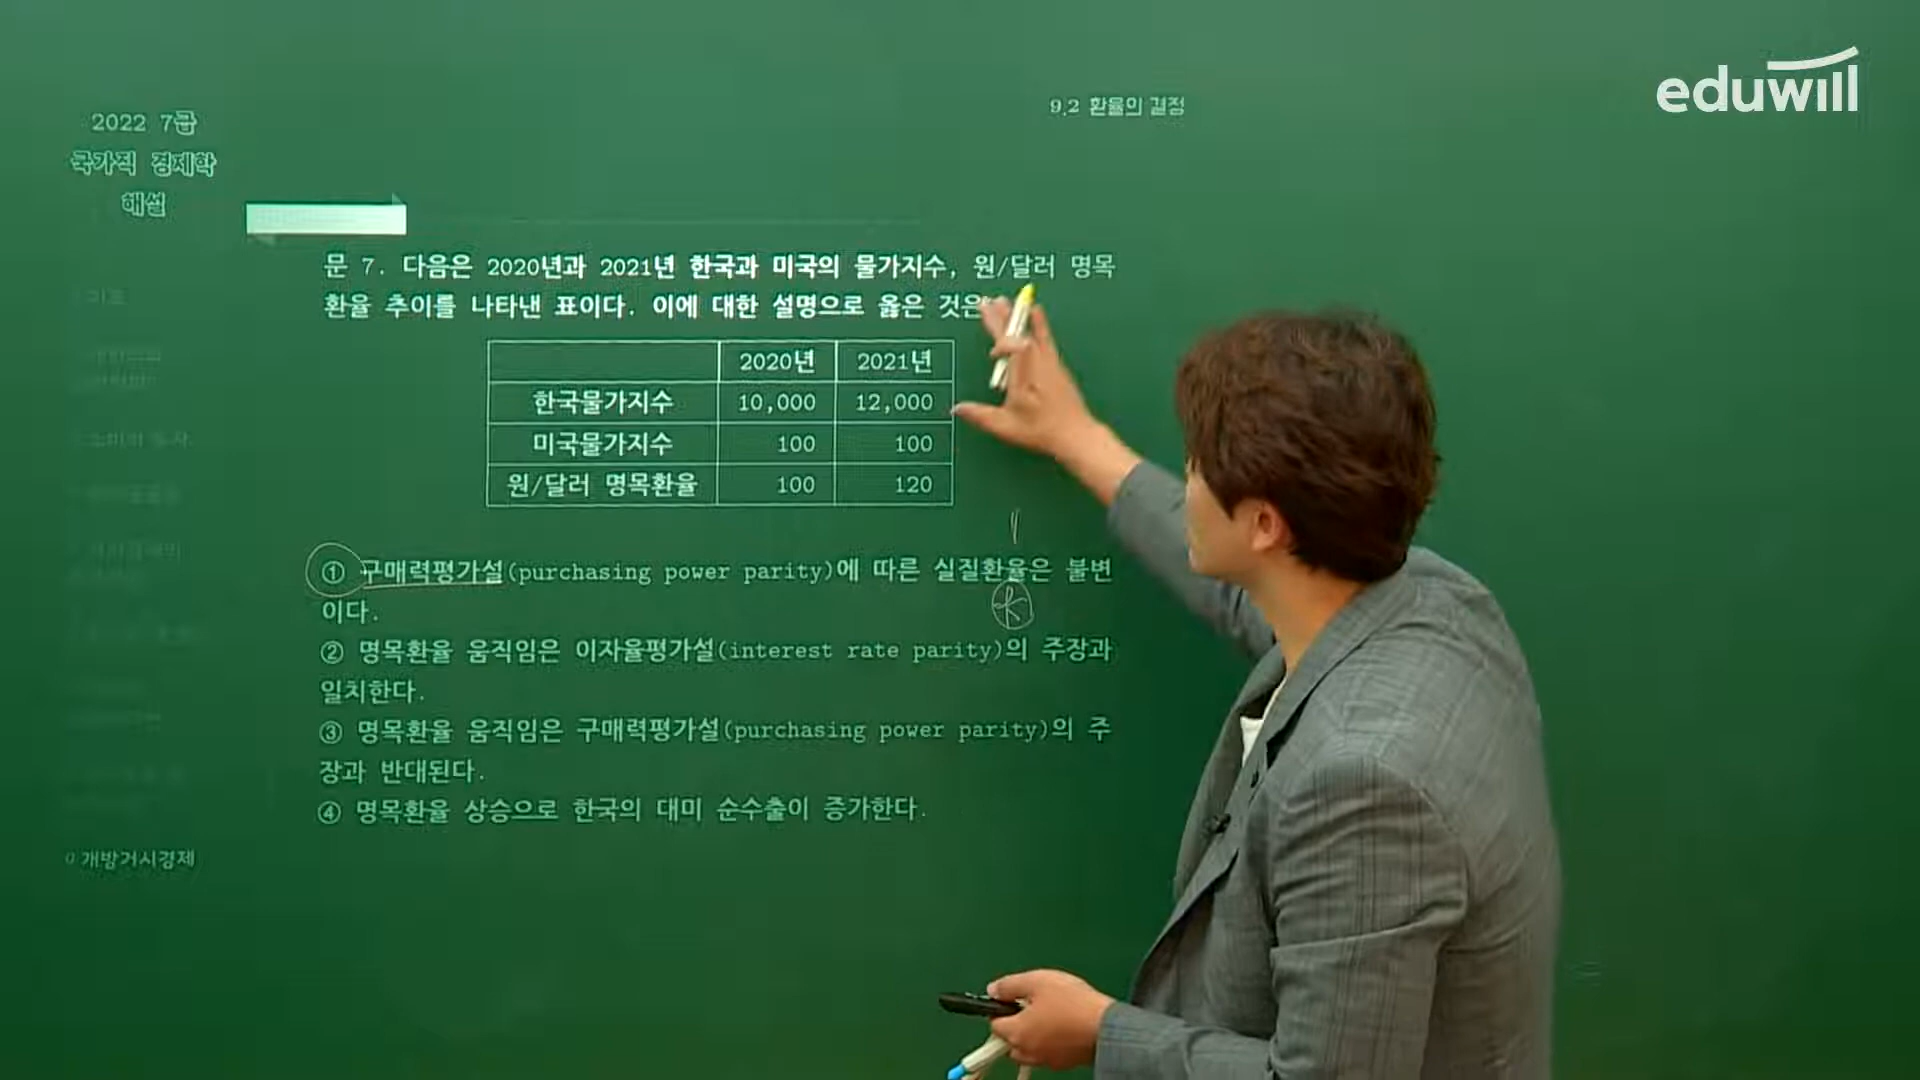 eduwill
9.2 환율의 결정
2022 7급
국가직 경제학
해설
문 7. 다음은 2020년과 2021년 한국과 미국의 물가지수, 원/달러 명목
환율 추이를 나타낸 표이다. 이에 대한 설명으로 옳은 것은
2020년 2021년
한국물가지수 10,000 12,000
미국물가지수 100 100
원/달러 명목환율 100 120
① 구매력평가설(purchasing power parity)에 따른 실질환율은 불변
이다.
② 명목환율 움직임은 이자율평가설(interest rate parity)의 주장과
일치한다.
③ 명목환율 움직임은 구매력평가설(purchasing power parity)의 주
장과 반대된다.
④ 명목환율 상승으로 한국의 대미 순수출이 증가한다.
개방거시경제